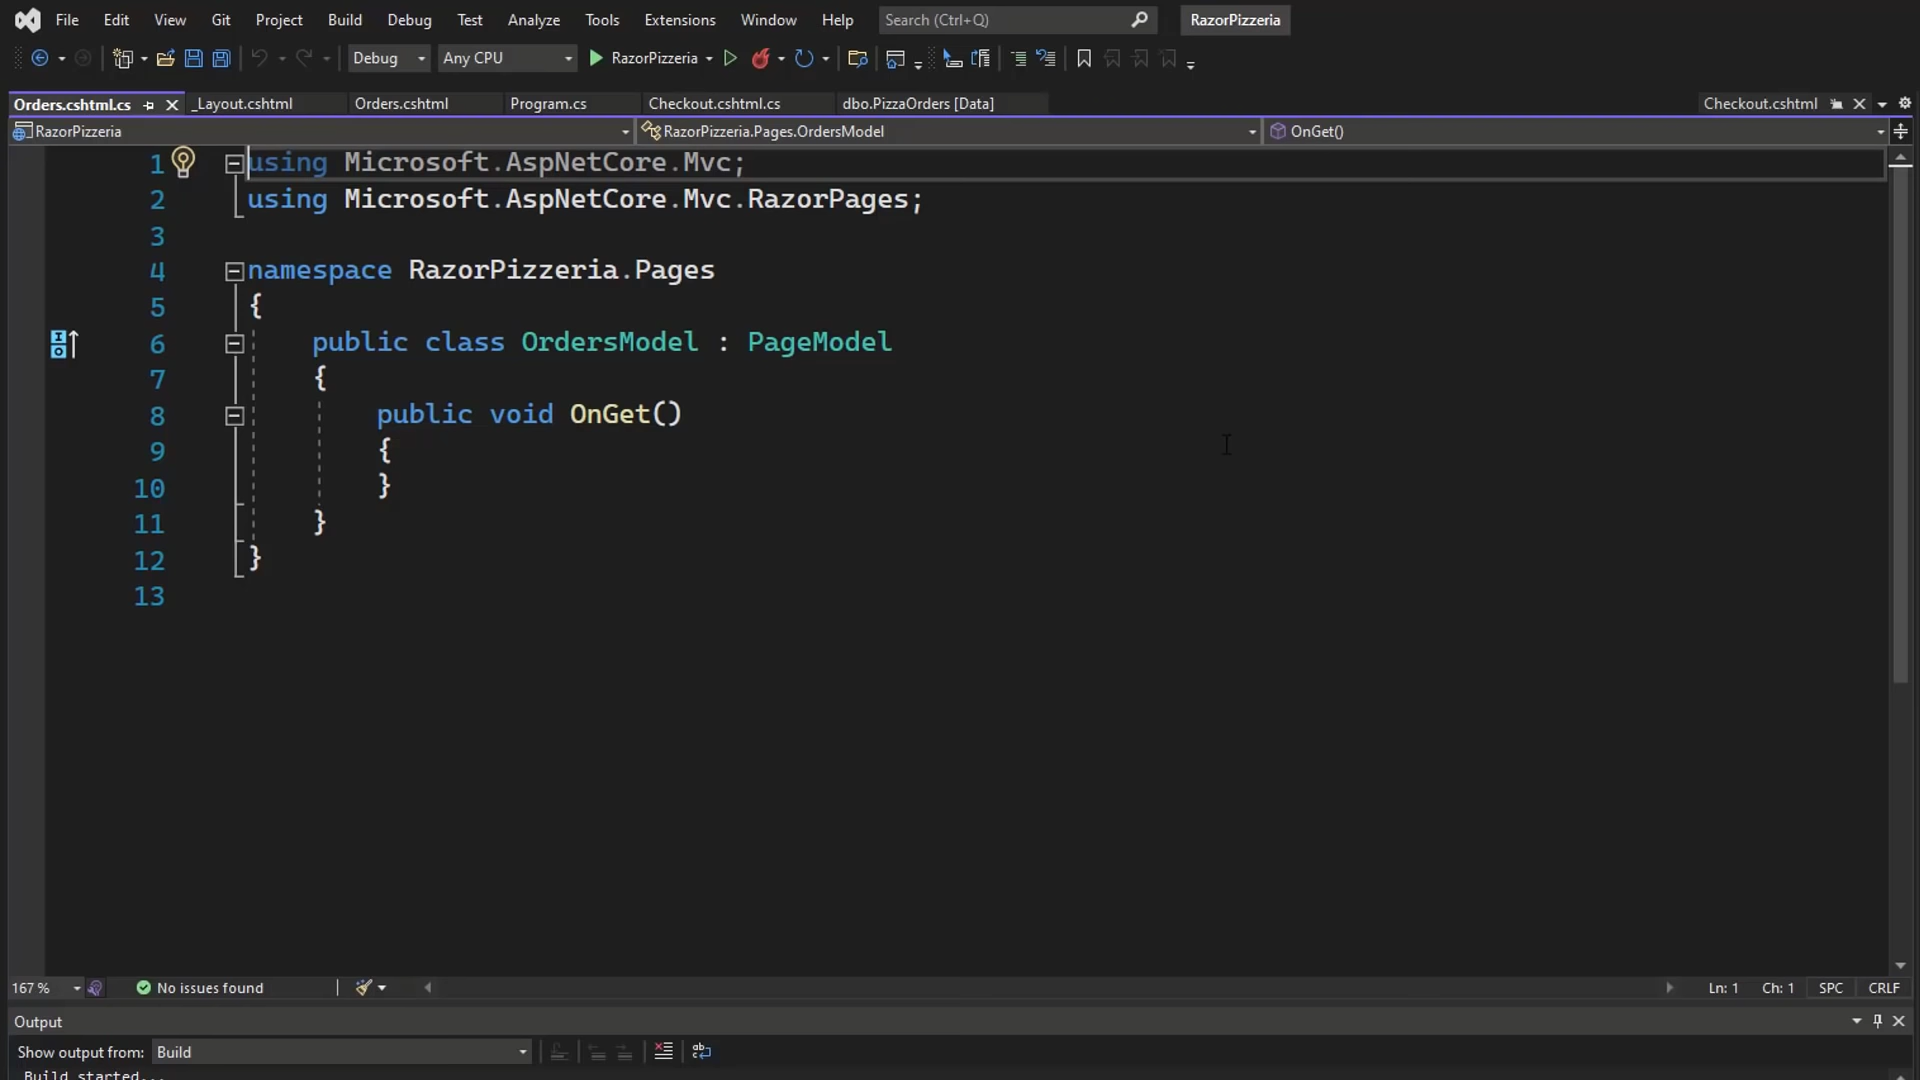 File Edit View Git Project Build Debug Test Analyze Tools Extensions Window Help Search (Ctrl+Q) RazorPizzeria
Debug Any CPU RazorPizzeria
Orders.cshtml.cs _Layout.cshtml Orders.cshtml Program.cs Checkout.cshtml.cs dbo.PizzaOrders [Data] Checkout.cshtml
RazorPizzeria RazorPizzeria.Pages.OrdersModel OnGet()
1 using Microsoft.AspNetCore.Mvc;
2 using Microsoft.AspNetCore.Mvc.RazorPages;
3
4 namespace RazorPizzeria.Pages
5 {
6 public class OrdersModel : PageModel
7 {
8 public void OnGet()
9 {
10 }
11 }
12 }
13
167 % No issues found Ln: 1 Ch: 1 SPC CRLF
Output
Show output from: Build
Build started...